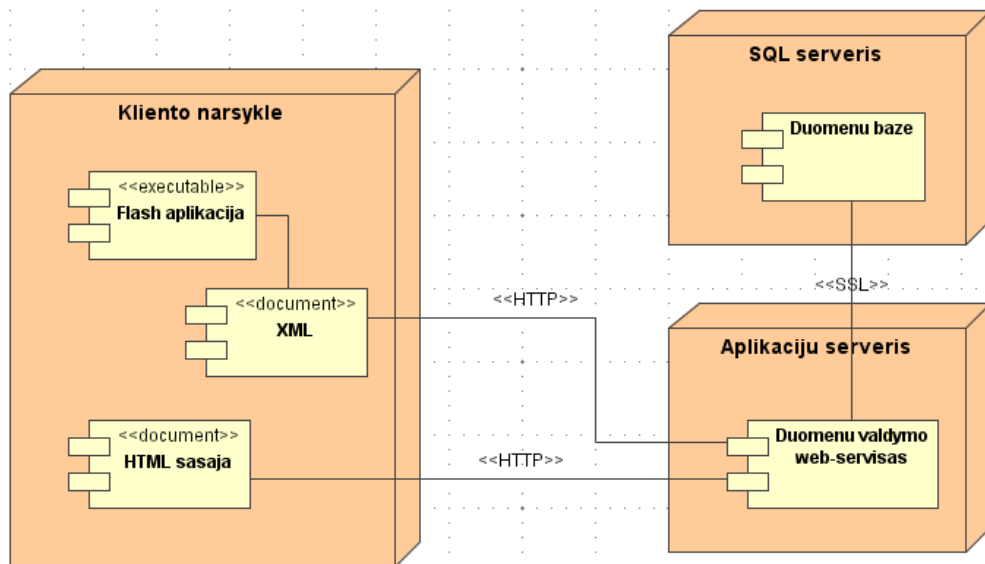 Kliento narsykle
<<executable>>
Flash aplikacija
<<document>>
XML
<<document>>
HTML sasaja
<<HTTP>>
<<HTTP>>
SQL serveris
Duomenu baze
<<SSL>>
Aplikaciju serveris
Duomenu valdymo
web-servisas